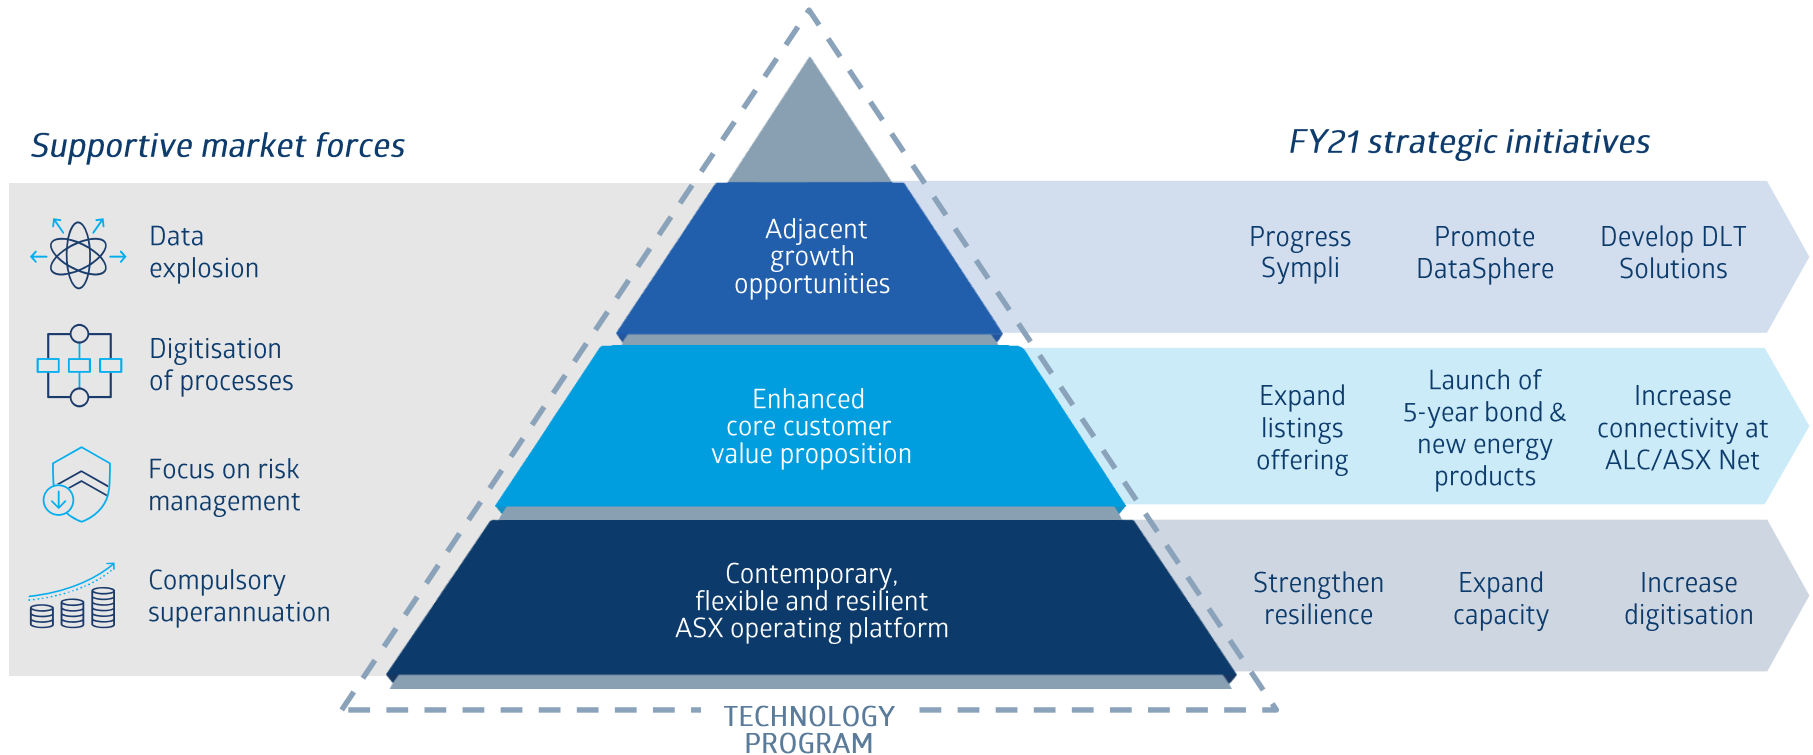 Supportive market forces
Data
explosion
Digitisation
of processes
Focus on risk
management
Compulsory
superannuation
Adjacent
growth
opportunities
Enhanced
core customer
value proposition
Contemporary,
flexible and resilient
ASX operating platform
TECHNOLOGY
PROGRAM
FY21 strategic initiatives
Progress
Sympli
Promote
DataSphere
Develop DLT
Solutions
Expand
listings
offering
Launch of
5-year bond &
new energy
products
Increase
connectivity at
ALC/ASX Net
Strengthen
resilience
Expand
capacity
Increase
digitisation